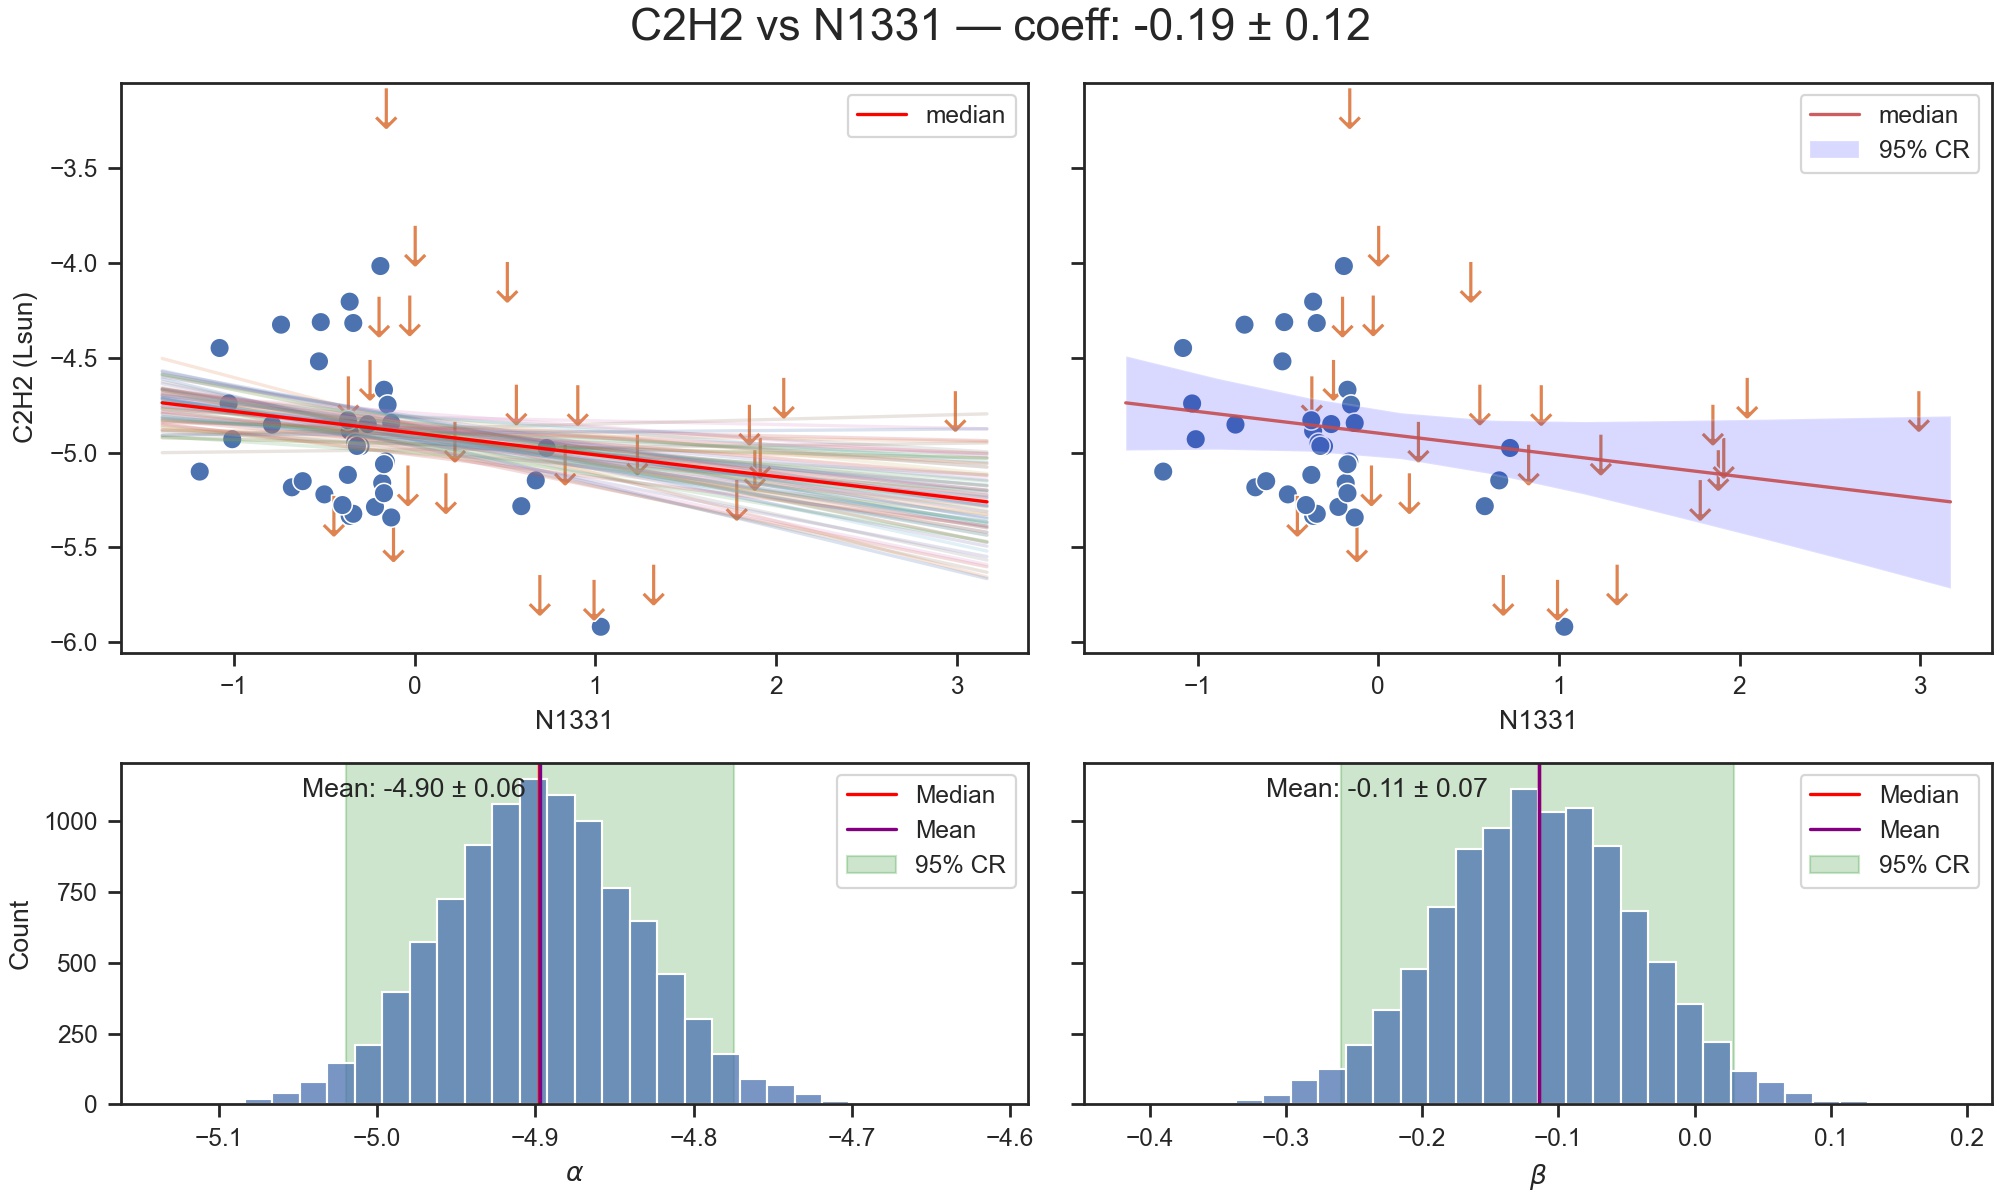 C2H2 vs N1331 — coeff: -0.19 ± 0.12
median
−3.5
−4.0
−4.5
−5.0
−5.5
−6.0
C2H2 (Lsun)
−1
0
1
2
3
N1331
median
95% CR
−1
0
1
2
3
N1331
Mean: -4.90 ± 0.06
Median
Mean
95% CR
1000
750
500
250
0
Count
−5.1
−5.0
−4.9
−4.8
−4.7
−4.6
α
Mean: -0.11 ± 0.07
Median
Mean
95% CR
−0.4
−0.3
−0.2
−0.1
0.0
0.1
0.2
β